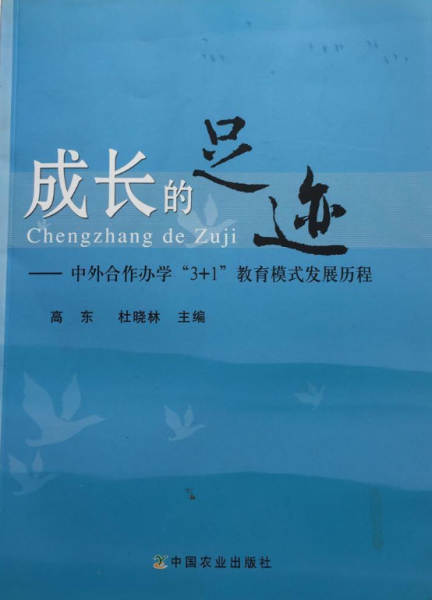 成长的足迹
Chengzhang de Zuji
——中外合作办学“3+1”教育模式发展历程
高 东 杜晓林 主编
中国农业出版社